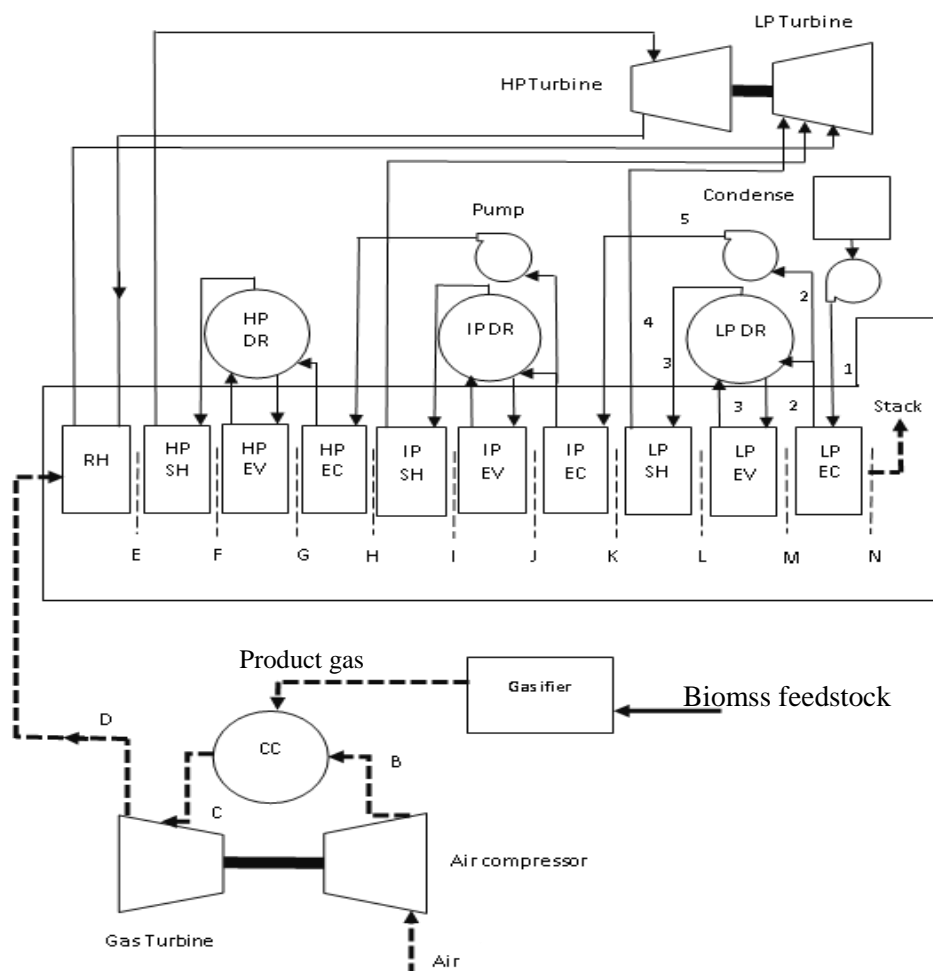 LP Turbine
HP Turbine
Condense
Pump
5
2
HP
DR
IP DR
LP DR
4
3
1
3
2
Stack
RH
HP
SH
HP
EV
HP
EC
IP
SH
IP
EV
IP
EC
LP
SH
LP
EV
LP
EC
E
F
G
H
I
J
K
L
M
N
Product gas
Gasifier
Biomss feedstock
D
CC
B
C
Air compressor
Gas Turbine
Air